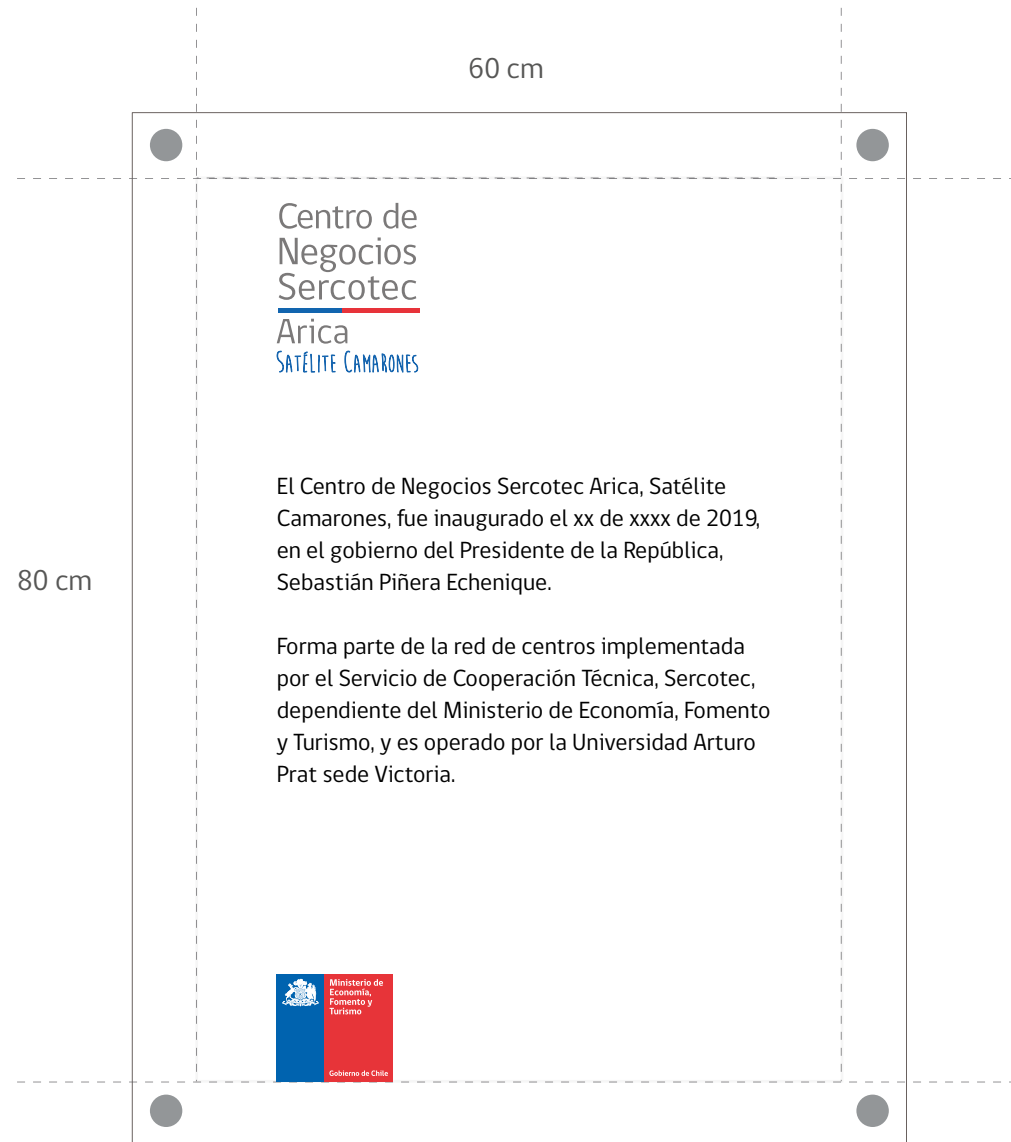 60 cm
Centro de
Negocios
Sercotec
Arica
SATÉLITE CAMARONES
El Centro de Negocios Sercotec Arica, Satélite
Camarones, fue inaugurado el xx de xxxx de 2019,
en el gobierno del Presidente de la República,
Sebastián Piñera Echenique.
80 cm
Forma parte de la red de centros implementada
por el Servicio de Cooperación Técnica, Sercotec,
dependiente del Ministerio de Economía, Fomento
y Turismo, y es operado por la Universidad Arturo
Prat sede Victoria.
Ministerio de
Economía,
Fomento y
Turismo
Gobierno de Chile